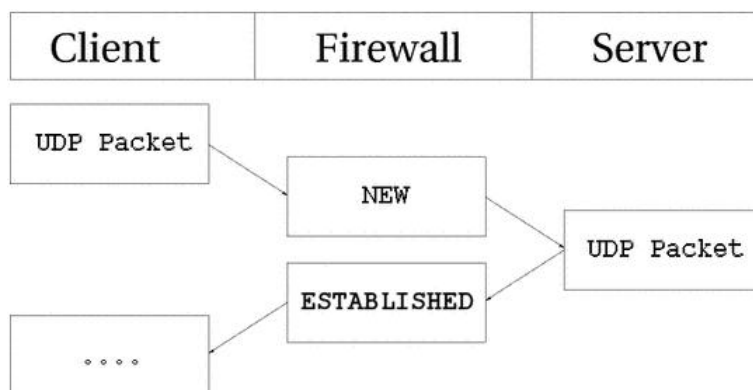 Client Firewall Server
UDP Packet
NEW
UDP Packet
ESTABLISHED
....